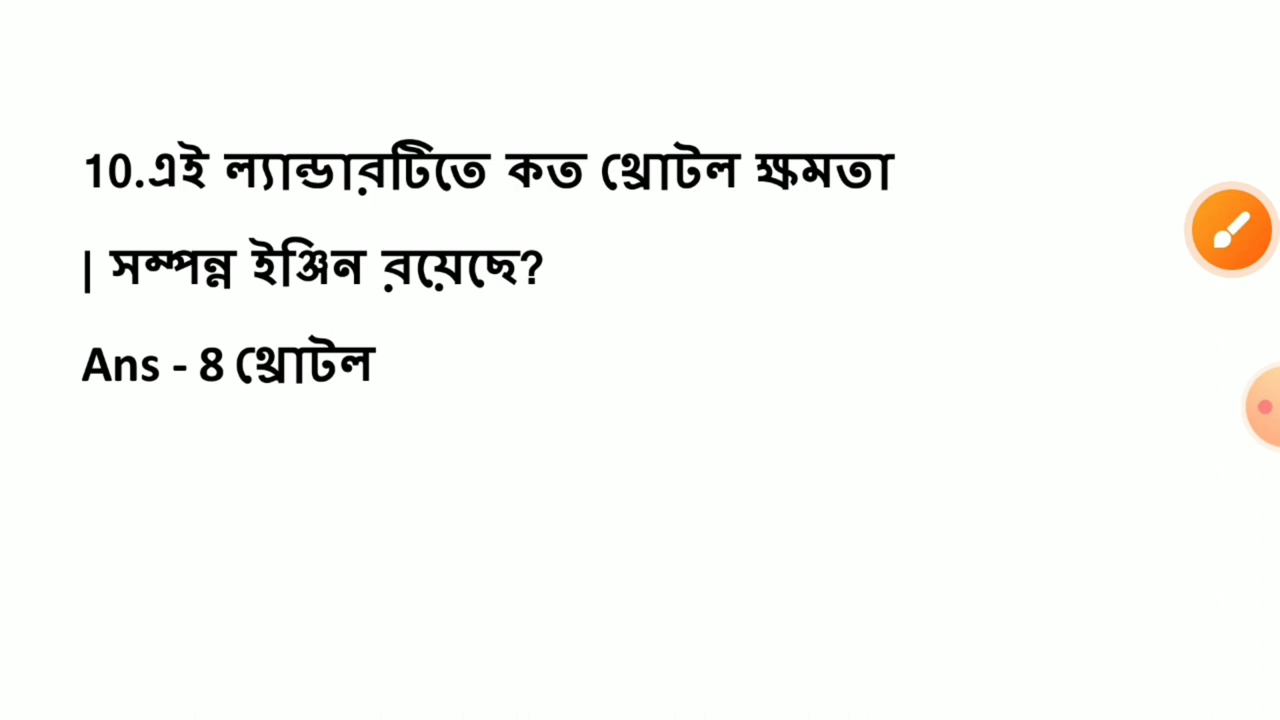 10.এই ল্যান্ডারটিতে কত থ্রোটল ক্ষমতা
| সম্পন্ন ইঞ্জিন রয়েছে?
Ans - 8 থ্রোটল